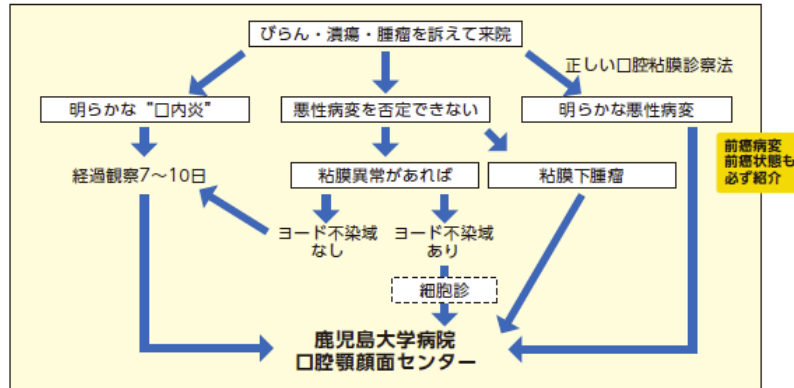 びらん・潰瘍・腫瘤を訴えて来院
正しい口腔粘膜診察法
明らかな“口内炎”
悪性病変を否定できない
明らかな悪性病変
前癌病変
前癌状態も
必ず紹介
経過観察7～10日
粘膜異常があれば
粘膜下腫瘤
ヨード不染域
なし
ヨード不染域
あり
細胞診
鹿児島大学病院
口腔顎顔面センター